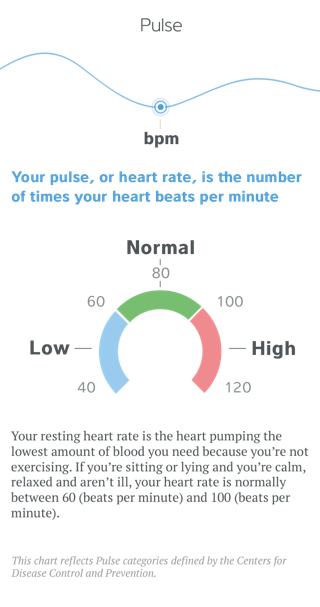 Pulse
bpm
Your pulse, or heart rate, is the number
of times your heart beats per minute
Normal
80
60
100
Low
High
40
120
Your resting heart rate is the heart pumping the
lowest amount of blood you need because you’re not
exercising. If you’re sitting or lying and you’re calm,
relaxed and aren’t ill, your heart rate is normally
between 60 (beats per minute) and 100 (beats per
minute).
This chart reflects Pulse categories defined by the Centers for
Disease Control and Prevention.